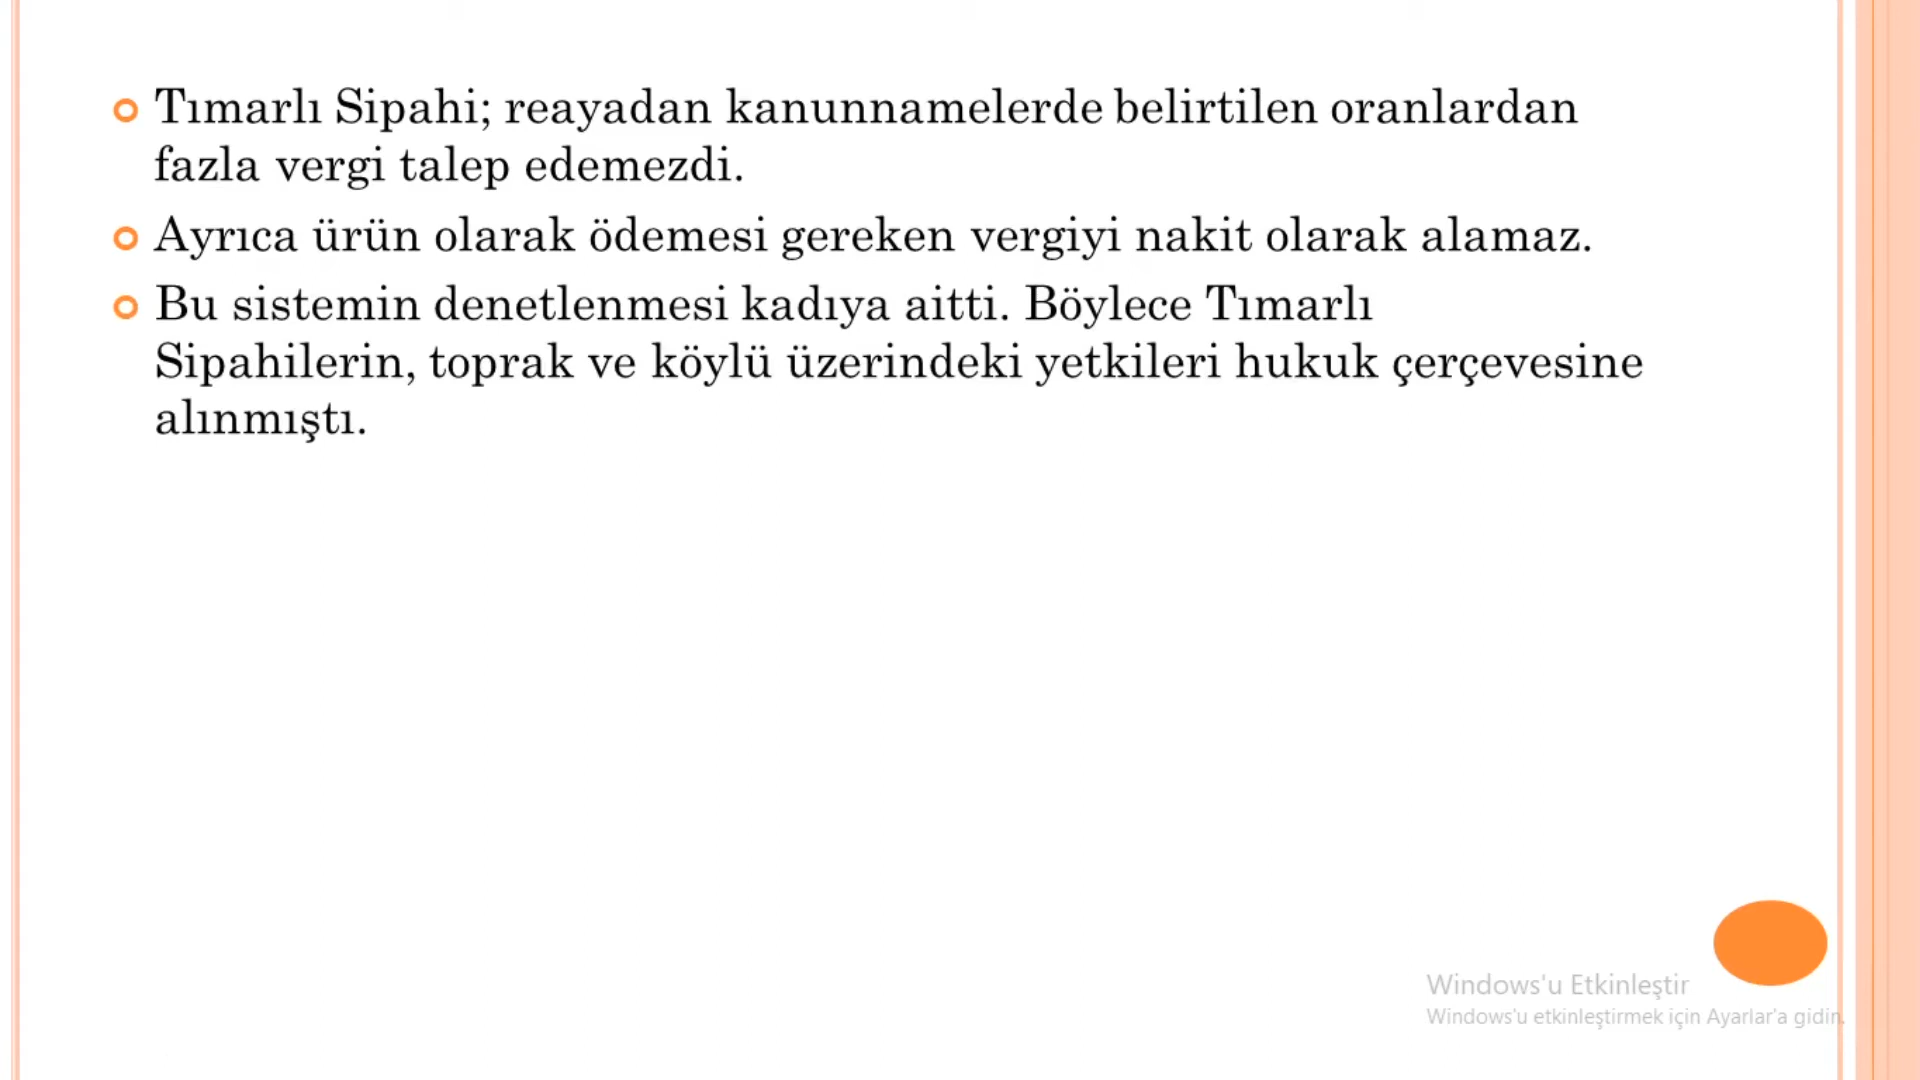 Tımarlı Sipahi; reayadan kanunnamelerde belirtilen oranlardan
fazla vergi talep edemezdi.
Ayrıca ürün olarak ödemesi gereken vergiyi nakit olarak alamaz.
Bu sistemin denetlenmesi kadıya aitti. Böylece Tımarlı
Sipahilerin, toprak ve köylü üzerindeki yetkileri hukuk çerçevesine
alınmıştı.
Windows'u Etkinleştir
Windows'u etkinleştirmek için Ayarlar'a gidin.